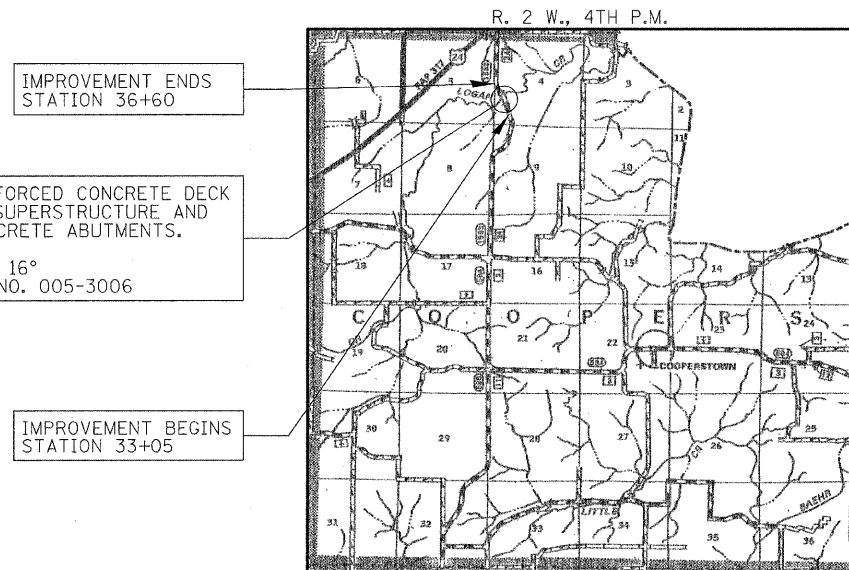 R. 2 W., 4TH P.M.
IMPROVEMENT ENDS
STATION 36+60
FORCED CONCRETE DECK
SUPERSTRUCTURE AND
CRETE ABUTMENTS.
16°
NO. 005-3006
IMPROVEMENT BEGINS
STATION 33+05
FAP 317
24
LOGAN
CR
6
5
4
3
2
11
7
8
9
10
18
17
16
15
14
13
C O O P E R S
19
20
21
22
23
24
COOPERSTOWN
CR
30
29
28
27
26
25
CR
BAEHR
LITTLE
31
32
33
34
35
36